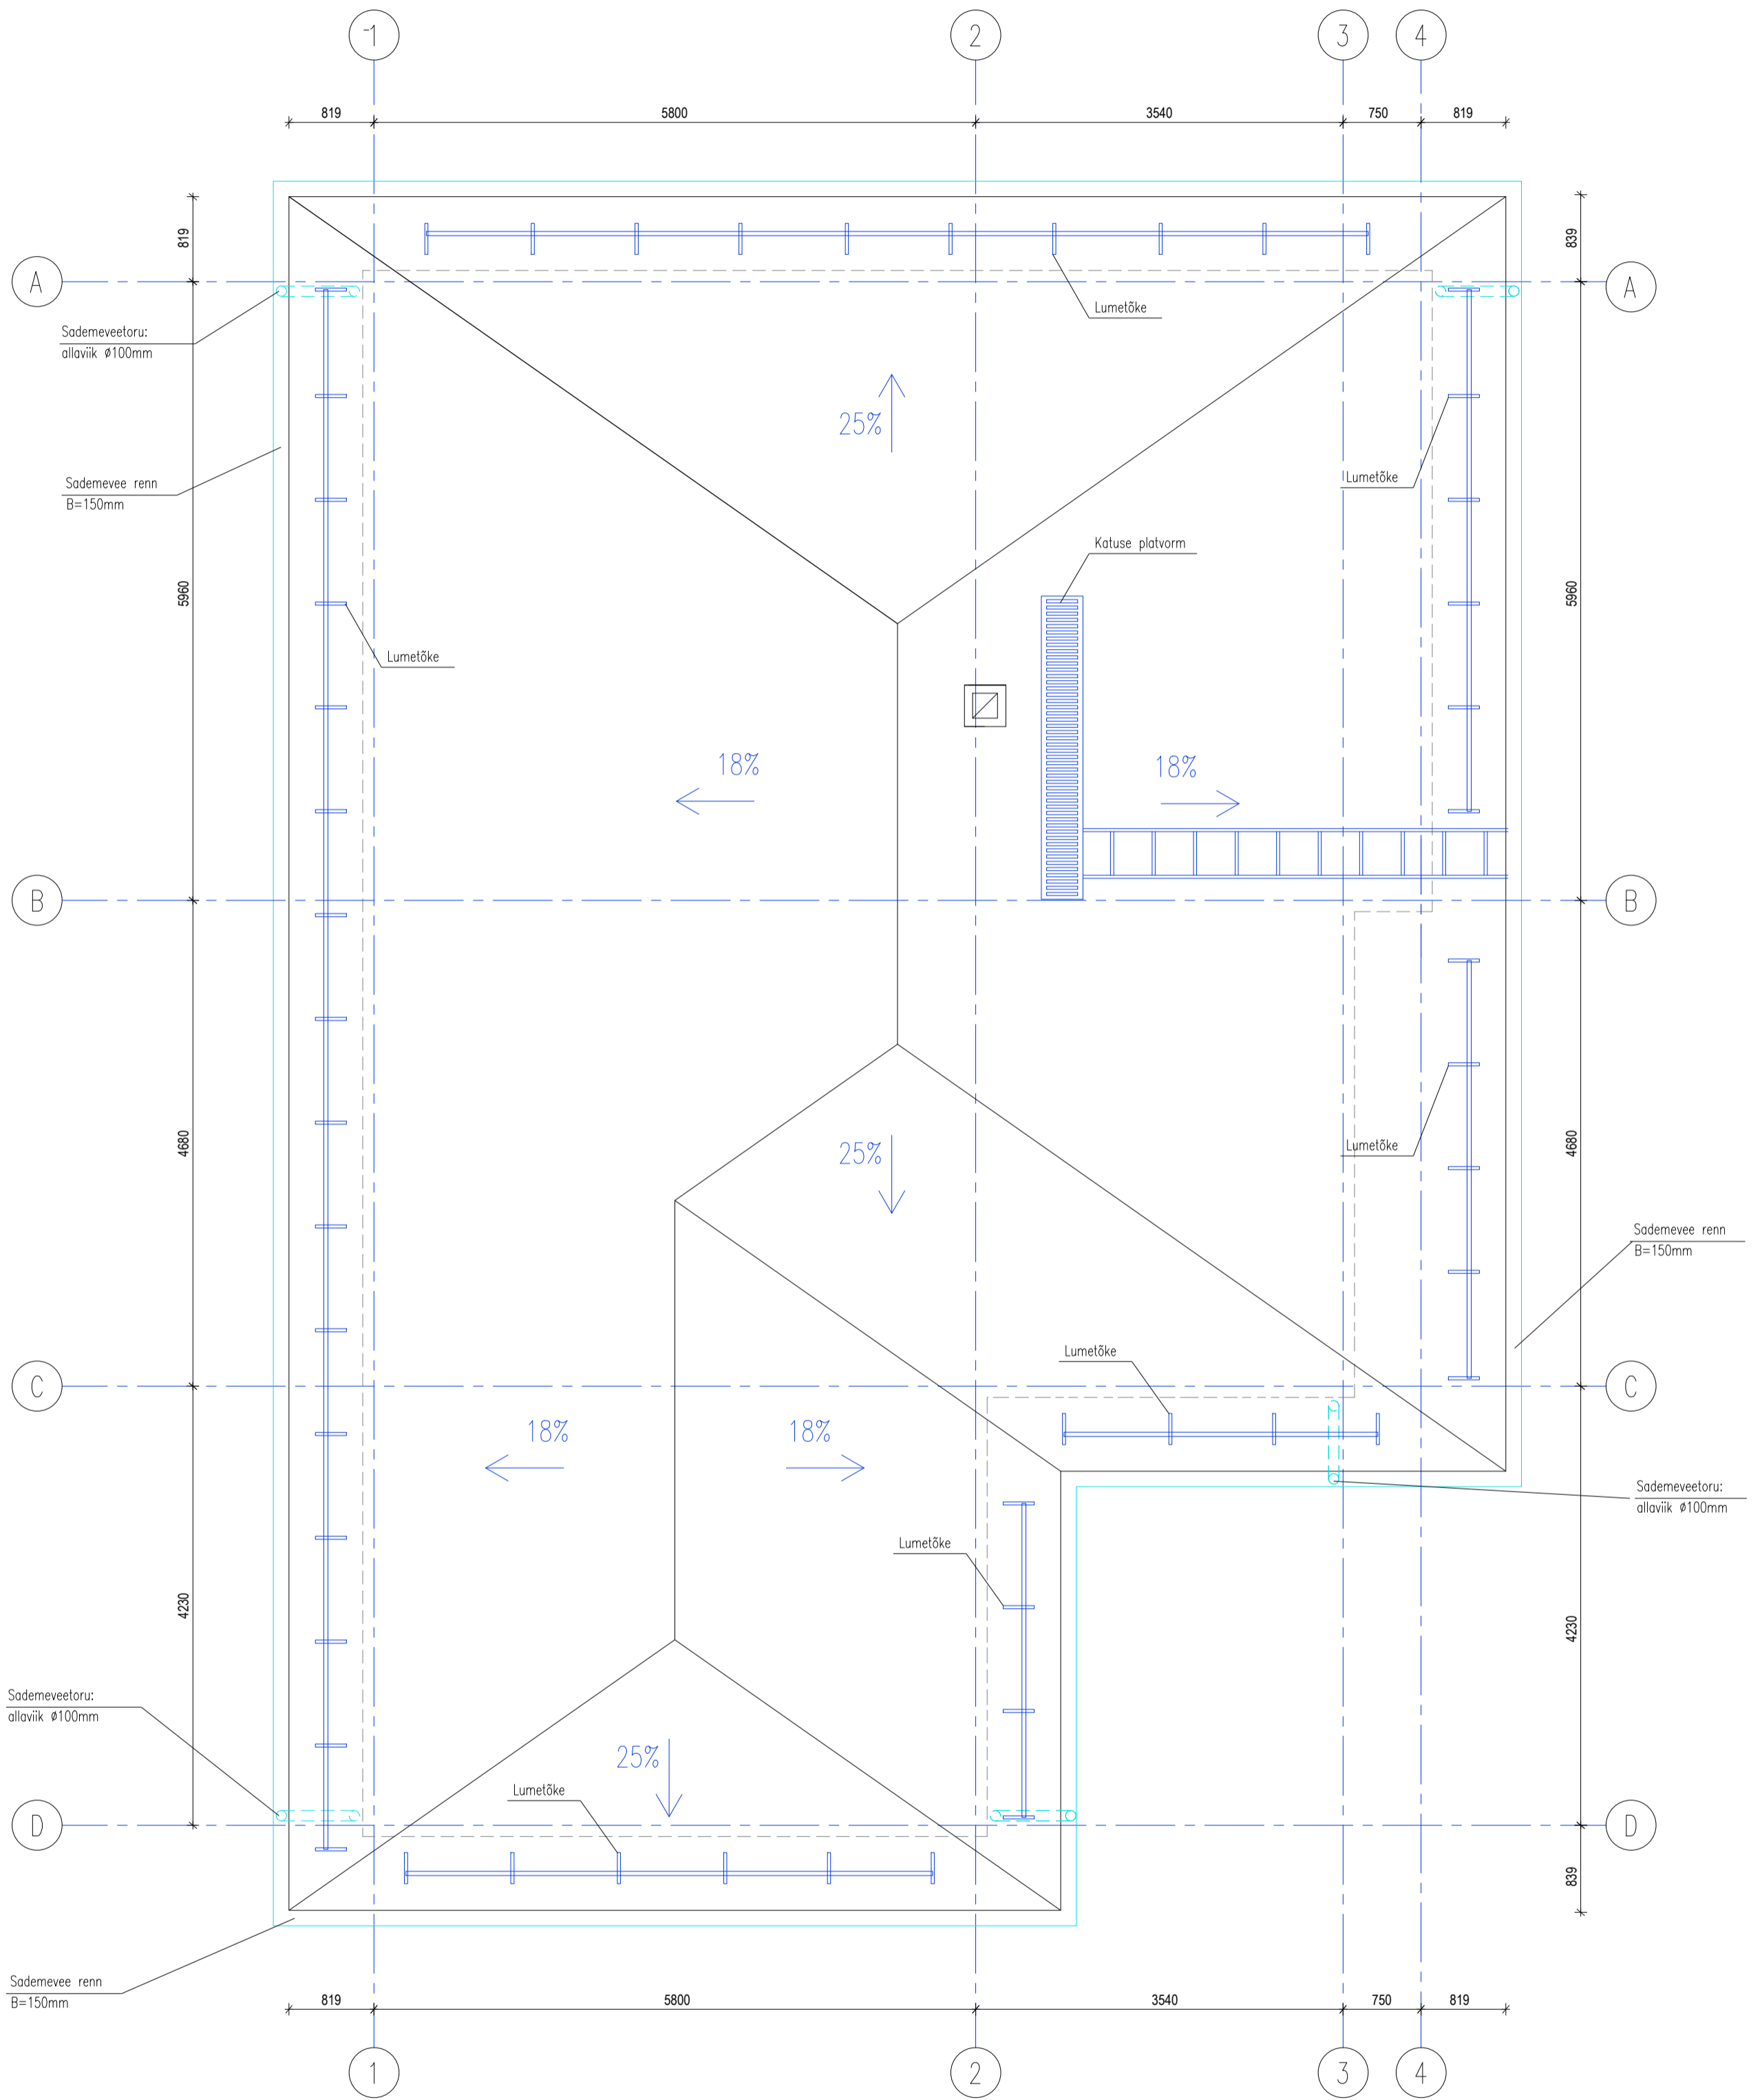 1
2
3
4
819
5800
3540
750
819
819
839
A
A
Sademeveetoru:
allaviik ø100mm
Lumetõke
25%
Sademevee renn
B=150mm
Lumetõke
Katuse platvorm
5960
5960
Lumetõke
18%
18%
B
B
4680
4680
25%
Lumetõke
Sademevee renn
B=150mm
Lumetõke
C
C
18%
18%
Sademeveetoru:
allaviik ø100mm
Lumetõke
4230
4230
Sademeveetoru:
allaviik ø100mm
25%
Lumetõke
D
D
839
Sademevee renn
B=150mm
819
5800
3540
750
819
1
2
3
4